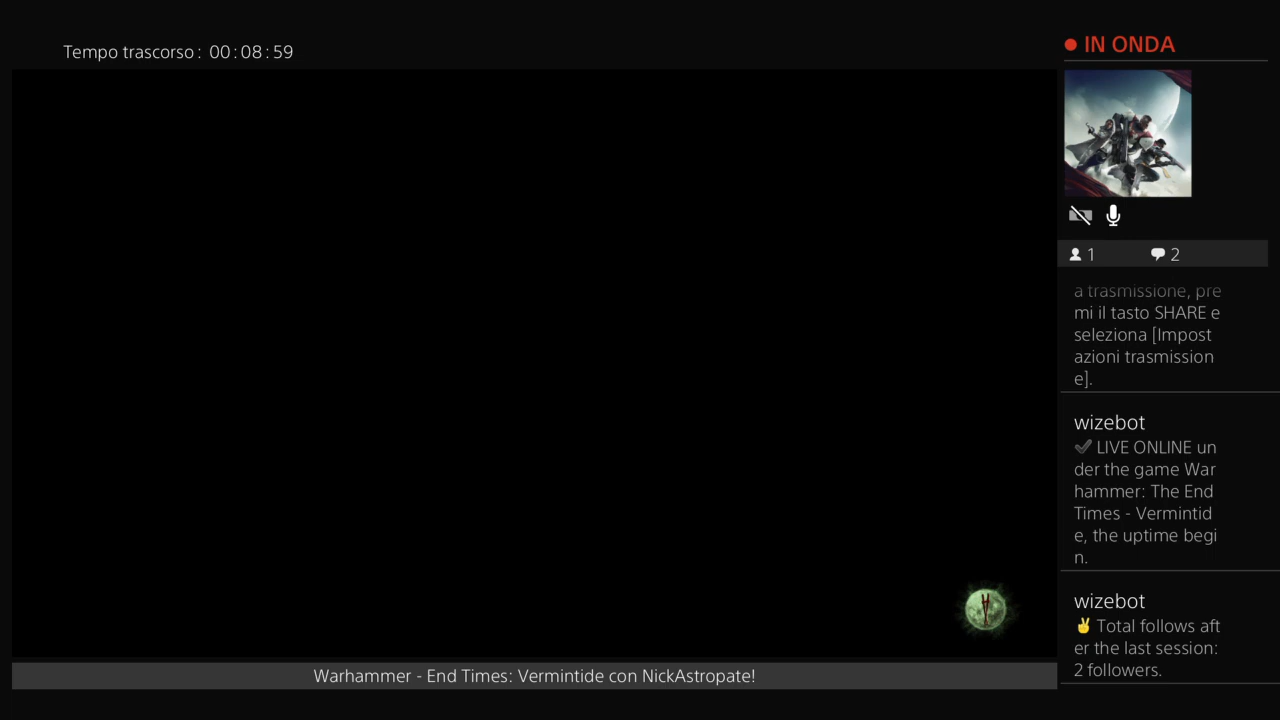 Tempo trascorso: 00:08:59
IN ONDA
1
2
a trasmissione, pre
mi il tasto SHARE e
seleziona [Impost
azioni trasmission
e].
wizebot
✔ LIVE ONLINE un
der the game War
hammer: The End
Times - Vermintid
e, the uptime begi
n.
wizebot
✌ Total follows aft
er the last session:
2 followers.
Warhammer - End Times: Vermintide con NickAstropate!